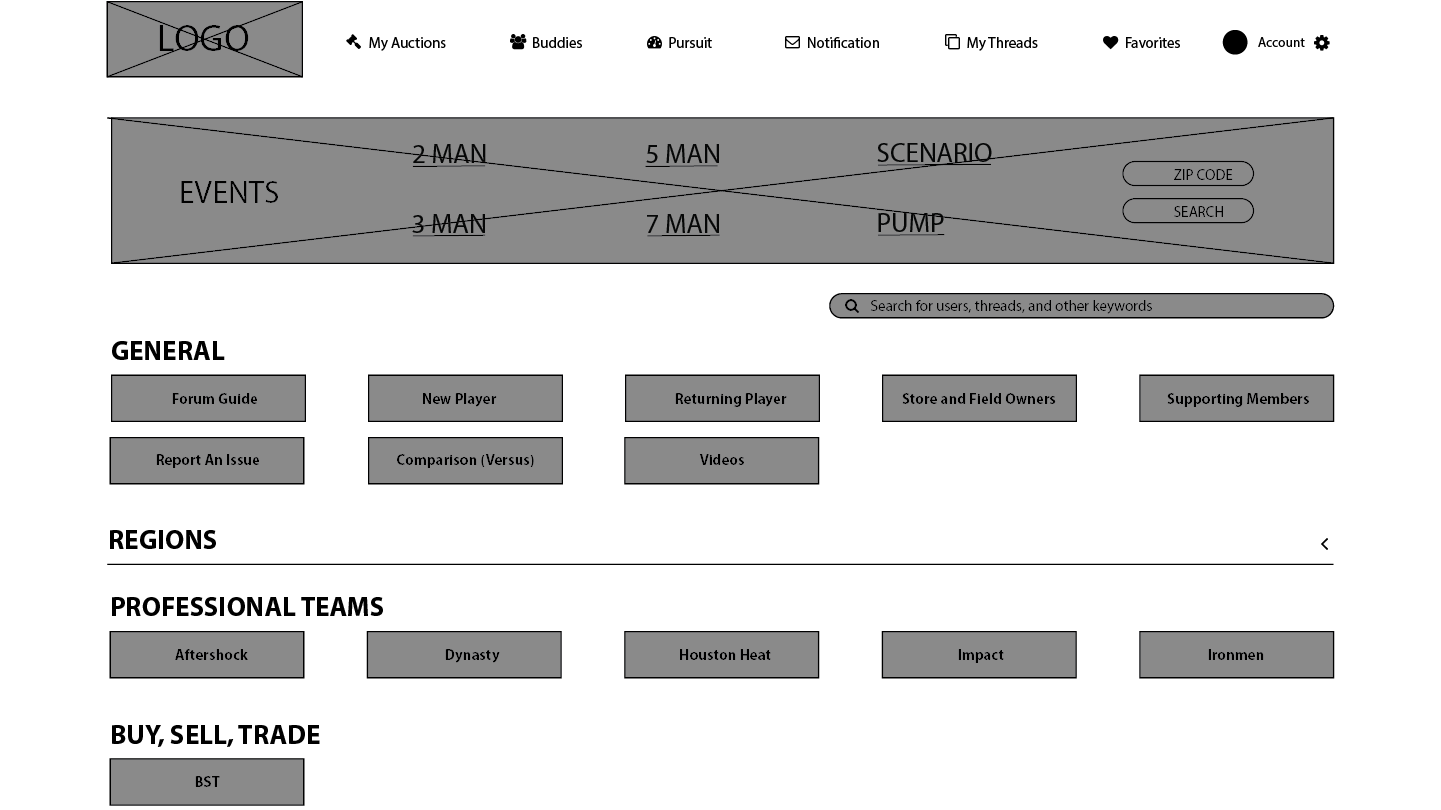 LOGO
My Auctions Buddies Pursuit Notification My Threads Favorites Account
EVENTS
2 MAN 5 MAN SCENARIO
3 MAN 7 MAN PUMP
ZIP CODE
SEARCH
Search for users, threads, and other keywords
GENERAL
Forum Guide New Player Returning Player Store and Field Owners Supporting Members
Report An Issue Comparison (Versus) Videos
REGIONS
PROFESSIONAL TEAMS
Aftershock Dynasty Houston Heat Impact Ironmen
BUY, SELL, TRADE
BST